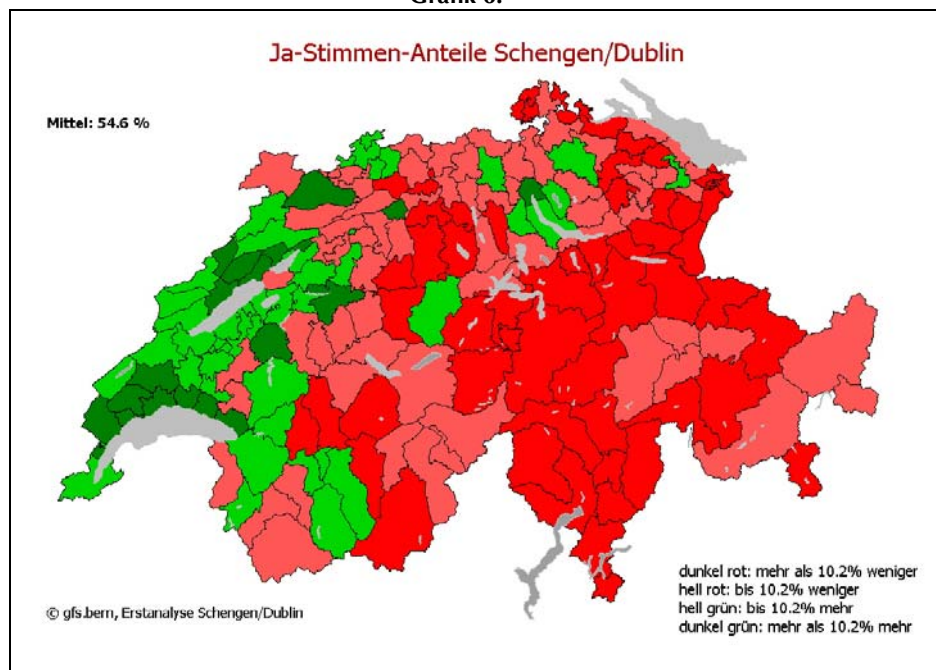 Ja-Stimmen-Anteile Schengen/Dublin
Mittel: 54.6 %
dunkel rot: mehr als 10.2% weniger
hell rot: bis 10.2% weniger
hell grün: bis 10.2% mehr
dunkel grün: mehr als 10.2% mehr
© gfs.bern, Erstanalyse Schengen/Dublin